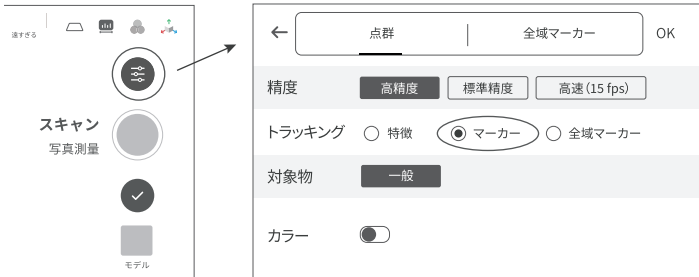 遠すぎる
スキャン
写真測量
モデル
点群 全域マーカー OK
精度 高精度 標準精度 高速(15 fps)
トラッキング 特徴 マーカー 全域マーカー
対象物 一般
カラー